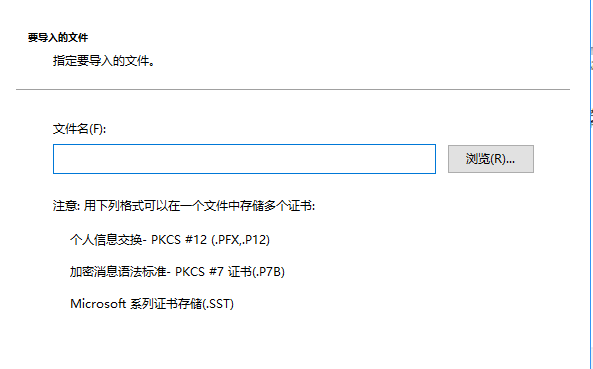 要导入的文件
指定要导入的文件。
文件名(F):
浏览(R)...
注意: 用下列格式可以在一个文件中存储多个证书:
个人信息交换- PKCS #12 (.PFX,.P12)
加密消息语法标准- PKCS #7 证书(.P7B)
Microsoft 系列证书存储(.SST)